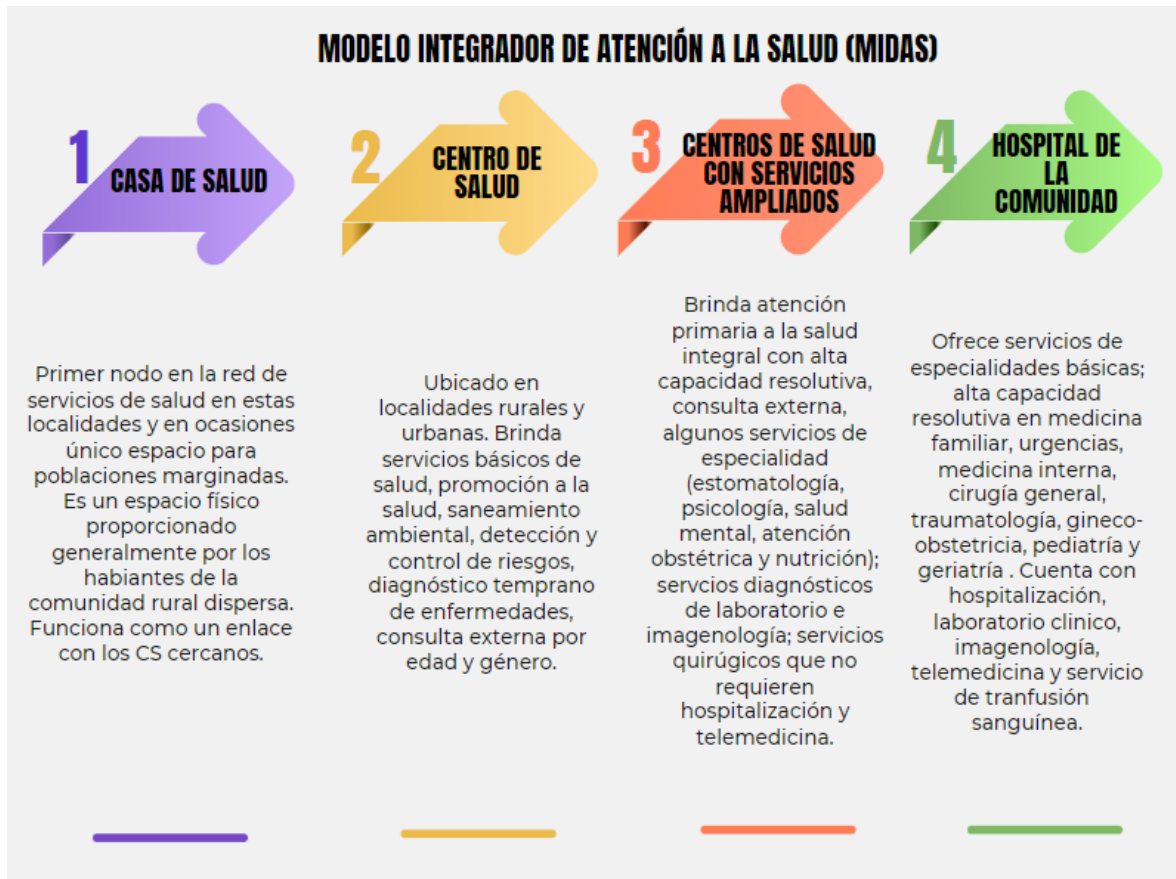 MODELO INTEGRADOR DE ATENCIÓN A LA SALUD (MIDAS)
1
CASA DE SALUD
Primer nodo en la red de
servicios de salud en estas
localidades y en ocasiones
único espacio para
poblaciones marginadas.
Es un espacio físico
proporcionado
generalmente por los
habiantes de la
comunidad rural dispersa.
Funciona como un enlace
con los CS cercanos.
2
CENTRO DE
SALUD
Ubicado en
localidades rurales y
urbanas. Brinda
servicios básicos de
salud, promoción a la
salud, saneamiento
ambiental, detección y
control de riesgos,
diagnóstico temprano
de enfermedades,
consulta externa por
edad y género.
3
CENTROS DE SALUD
CON SERVICIOS
AMPLIADOS
Brinda atención
primaria a la salud
integral con alta
capacidad resolutiva,
consulta externa,
algunos servicios de
especialidad
(estomatología,
psicología, salud
mental, atención
obstétrica y nutrición);
servcios diagnósticos
de laboratorio e
imagenología; servicios
quirúgicos que no
requieren
hospitalización y
telemedicina.
4
HOSPITAL DE
LA
COMUNIDAD
Ofrece servicios de
especialidades básicas;
alta capacidad
resolutiva en medicina
familiar, urgencias,
medicina interna,
cirugía general,
traumatología, gineco-
obstetricia, pediatría y
geriatría . Cuenta con
hospitalización,
laboratorio clinico,
imagenología,
telemedicina y servicio
de tranfusión
sanguínea.